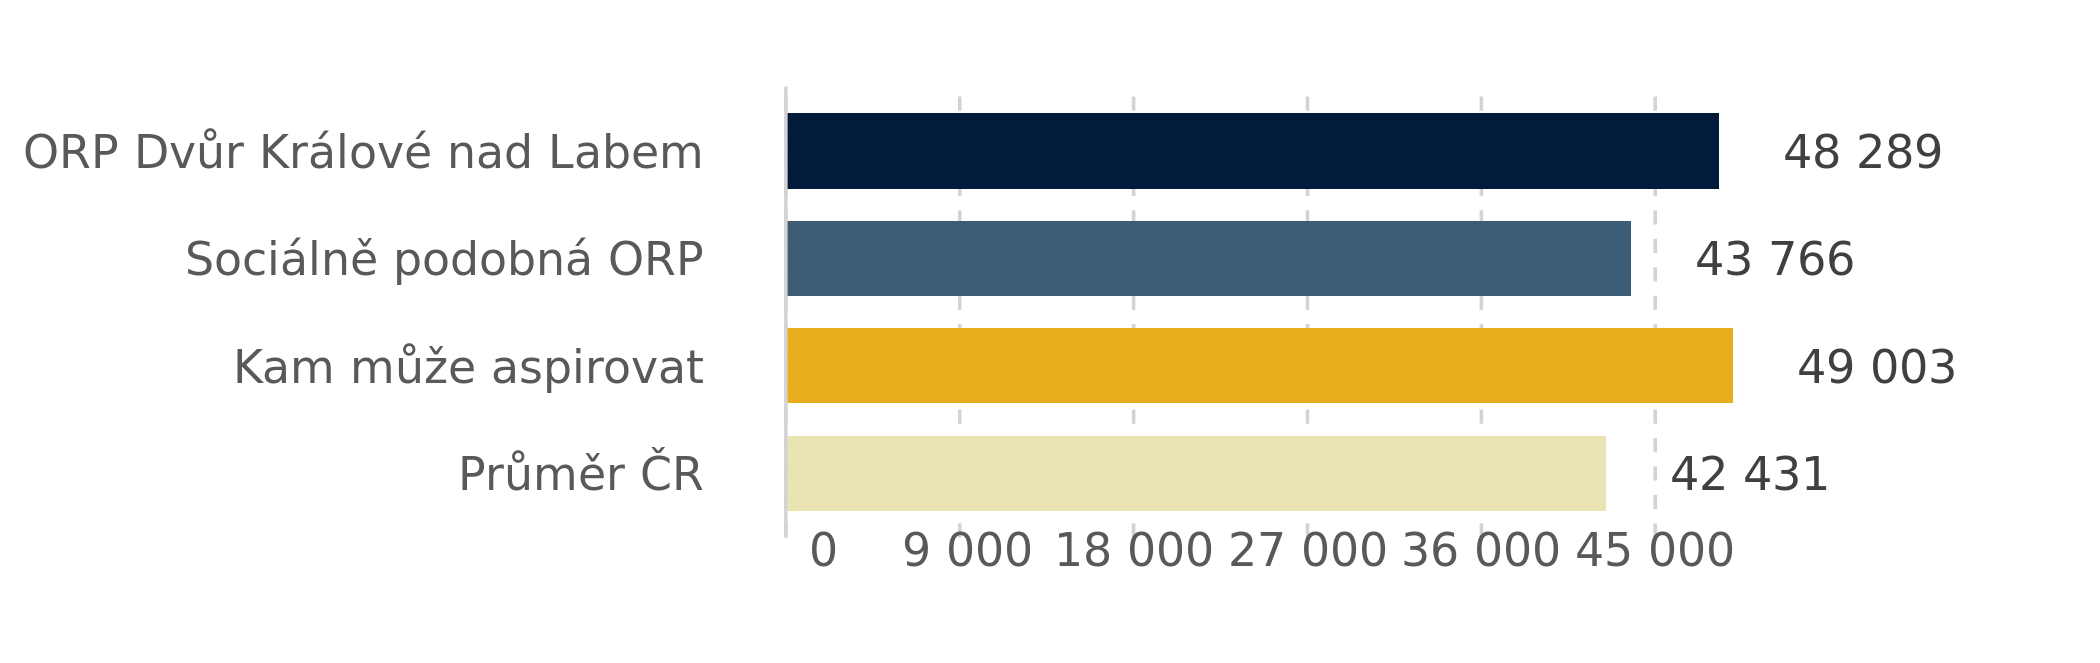 ORP Dvůr Králové nad Labem 48 289
Sociálně podobná ORP 43 766
Kam může aspirovat 49 003
Průměr ČR 42 431
0 9 000 18 000 27 000 36 000 45 000